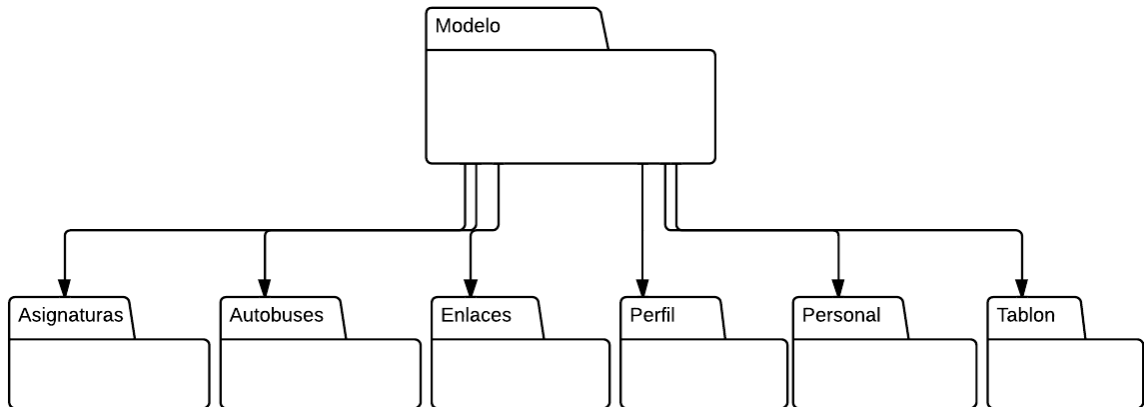 Modelo
Asignaturas
Autobuses
Enlaces
Perfil
Personal
Tablon